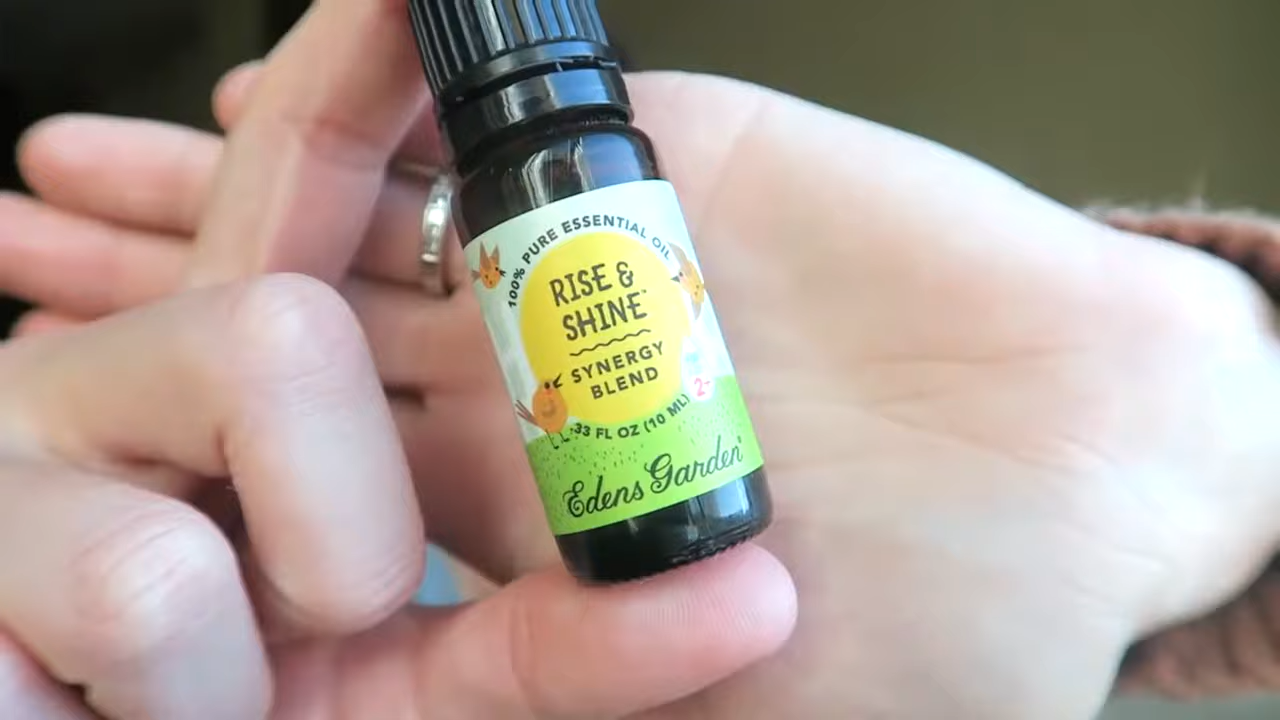 100% PURE ESSENTIAL OIL
RISE &
SHINE™
SYNERGY
BLEND
2+
.33 FL OZ (10 ML)
Edens Garden®